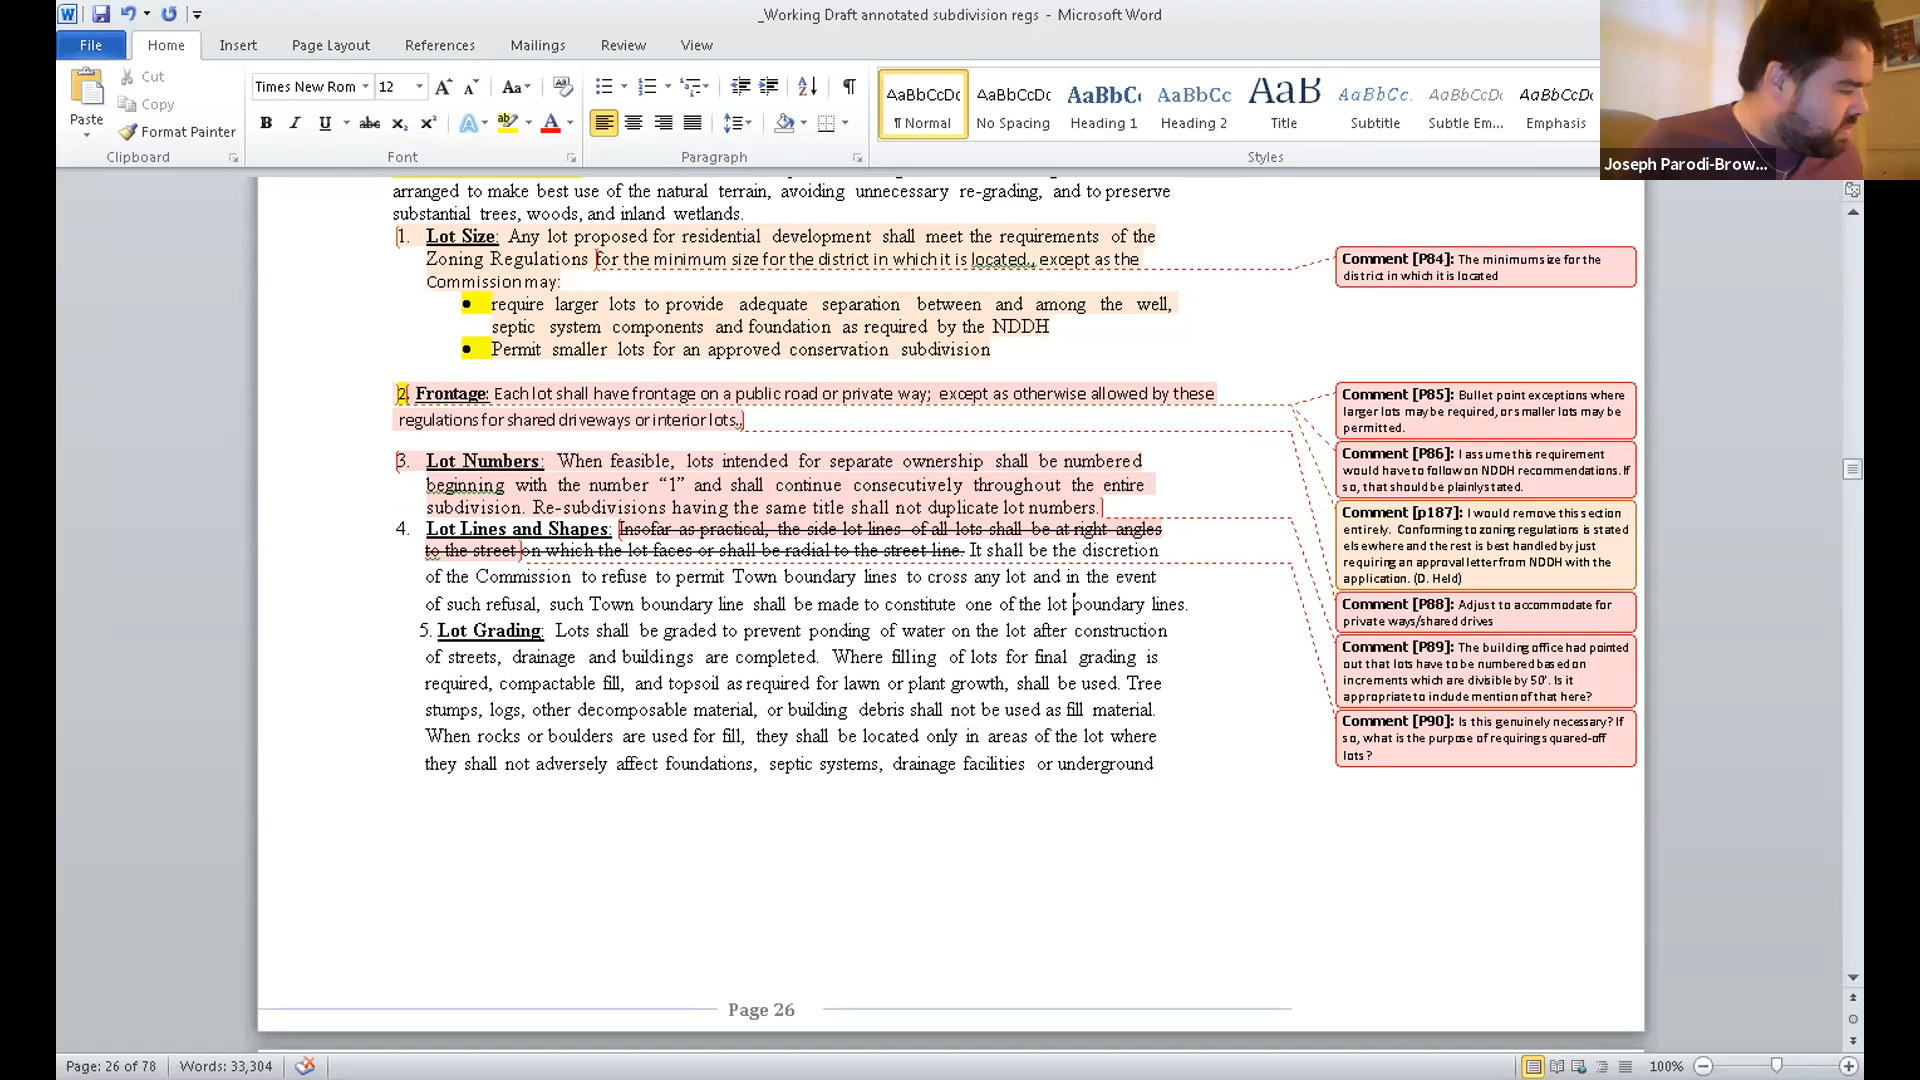 _Working Draft annotated subdivision regs - Microsoft Word
File Home Insert Page Layout References Mailings Review View
Cut
Copy
Format Painter
Paste
Times New Rom 12
AaBbCcDc AaBbCcDc AaBbC AaBbCc AaB AaBbCc. AaBbCcDc AaBbCcDc
¶ Normal No Spacing Heading 1 Heading 2 Title Subtitle Subtle Em... Emphasis
Clipboard Font Paragraph Styles
Joseph Parodi-Brow...
arranged to make best use of the natural terrain, avoiding unnecessary re-grading, and to preserve
substantial trees, woods, and inland wetlands.
1. Lot Size: Any lot proposed for residential development shall meet the requirements of the
Zoning Regulations for the minimum size for the district in which it is located., except as the
Commission may:
• require larger lots to provide adequate separation between and among the well,
septic system components and foundation as required by the NDDH
• Permit smaller lots for an approved conservation subdivision
2. Frontage: Each lot shall have frontage on a public road or private way; except as otherwise allowed by these
regulations for shared driveways or interior lots..
3. Lot Numbers: When feasible, lots intended for separate ownership shall be numbered
beginning with the number “1” and shall continue consecutively throughout the entire
subdivision. Re-subdivisions having the same title shall not duplicate lot numbers.
4. Lot Lines and Shapes: Insofar as practical, the side lot lines of all lots shall be at right angles
to the street on which the lot faces or shall be radial to the street line. It shall be the discretion
of the Commission to refuse to permit Town boundary lines to cross any lot and in the event
of such refusal, such Town boundary line shall be made to constitute one of the lot boundary lines.
5. Lot Grading: Lots shall be graded to prevent ponding of water on the lot after construction
of streets, drainage and buildings are completed. Where filling of lots for final grading is
required, compactable fill, and topsoil as required for lawn or plant growth, shall be used. Tree
stumps, logs, other decomposable material, or building debris shall not be used as fill material.
When rocks or boulders are used for fill, they shall be located only in areas of the lot where
they shall not adversely affect foundations, septic systems, drainage facilities or underground
Page 26
Comment [P84]: The minimum size for the
district in which it is located
Comment [P85]: Bullet point exceptions where
larger lots may be required, or smaller lots may be
permitted.
Comment [P86]: I assume this requirement
would have to follow on NDDH recommendations. If
so, that should be plainly stated.
Comment [p187]: I would remove this section
entirely. Conforming to zoning regulations is stated
elsewhere and the rest is best handled by just
requiring an approval letter from NDDH with the
application. (D. Held)
Comment [P88]: Adjust to accommodate for
private ways/shared drives
Comment [P89]: The building office had pointed
out that lots have to be numbered based on
increments which are divisible by 50'. Is it
appropriate to include mention of that here?
Comment [P90]: Is this genuinely necessary? If
so, what is the purpose of requiring squared-off
lots?
Page: 26 of 78 Words: 33,304 100%